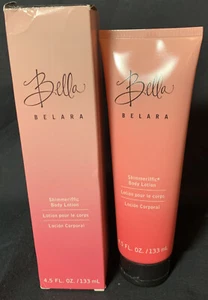 Bella
BELARA
Shimmerific
Body Lotion
Lotion pour le corps
Loción Corporal
4.5 FL. OZ. /133 mL
Bella
BELARA
Shimmerific®
Body Lotion
Lotion pour le corps
Loción Corporal
FL. OZ./133 mL